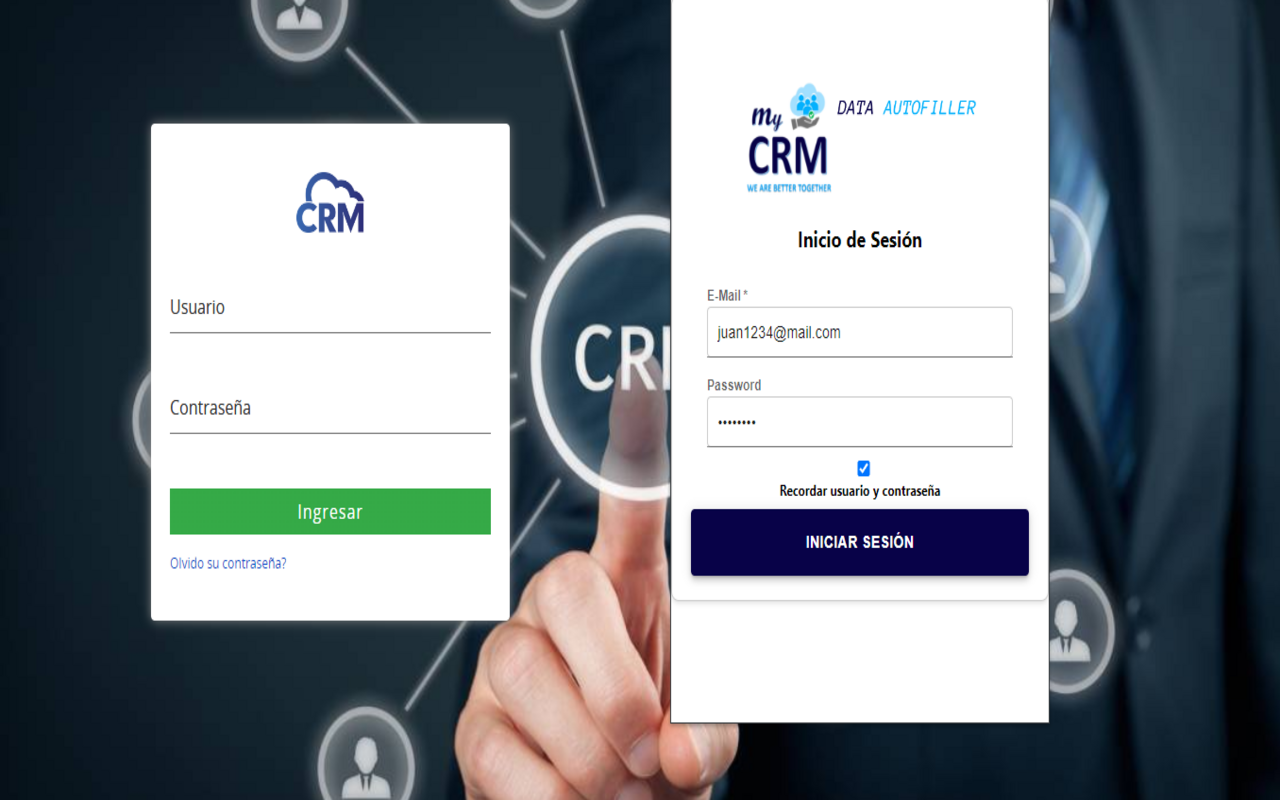 CRM
Usuario
Contraseña
Ingresar
Olvido su contraseña?
CR
my
DATA AUTOFILLER
CRM
WE ARE BETTER TOGETHER
Inicio de Sesión
E-Mail *
juan1234@mail.com
Password
••••••••
Recordar usuario y contraseña
INICIAR SESIÓN